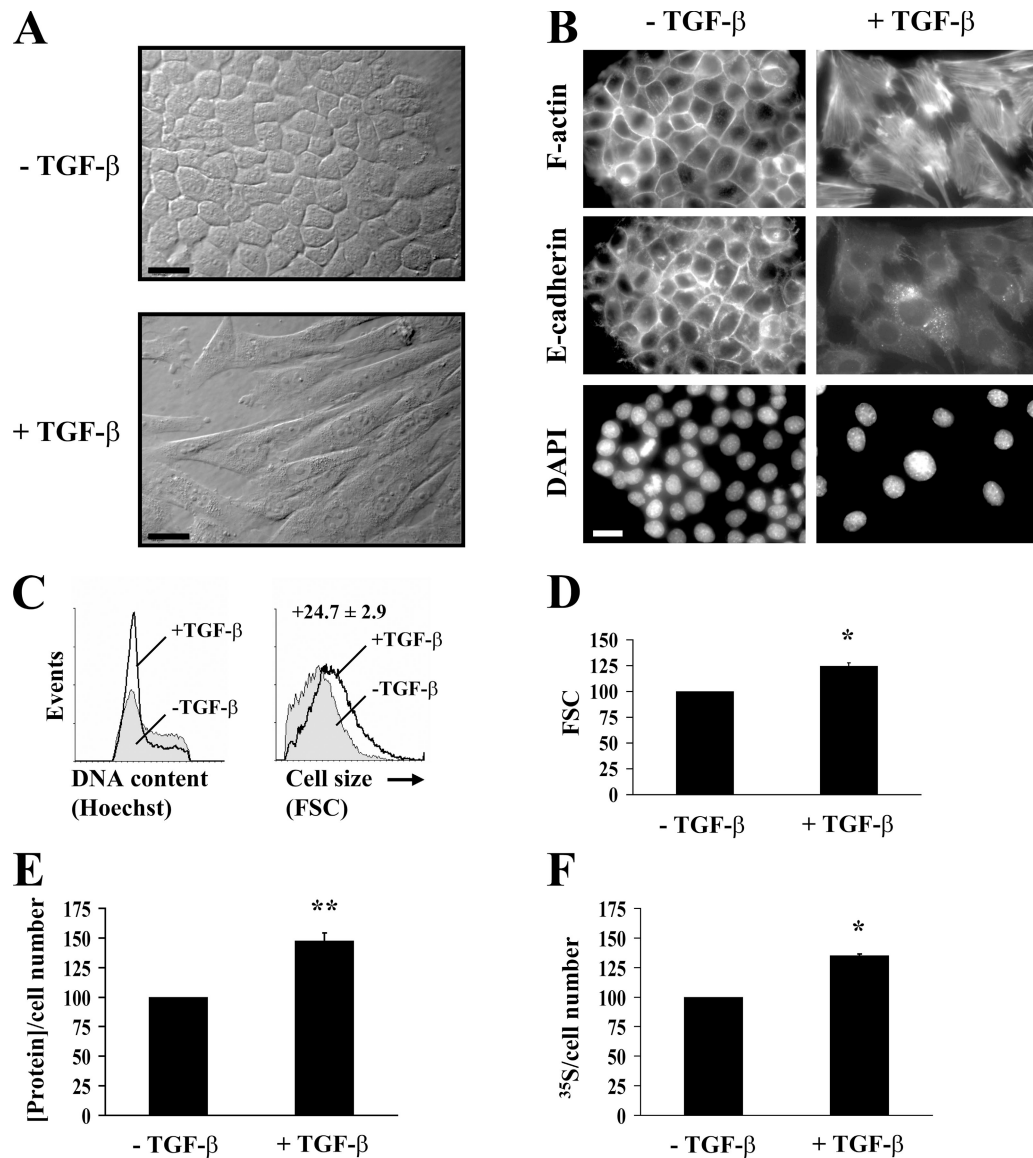 A
- TGF-β
+ TGF-β
B
- TGF-β
+ TGF-β
F-actin
E-cadherin
DAPI
C
Events
+TGF-β
-TGF-β
DNA content
(Hoechst)
+24.7 ± 2.9
+TGF-β
-TGF-β
Cell size
(FSC)
D
FSC
150
125
100
75
50
25
0
*
- TGF-β
+ TGF-β
E
[Protein]/cell number
175
150
125
100
75
50
25
0
**
- TGF-β
+ TGF-β
F
³⁵S/cell number
175
150
125
100
75
50
25
0
*
- TGF-β
+ TGF-β